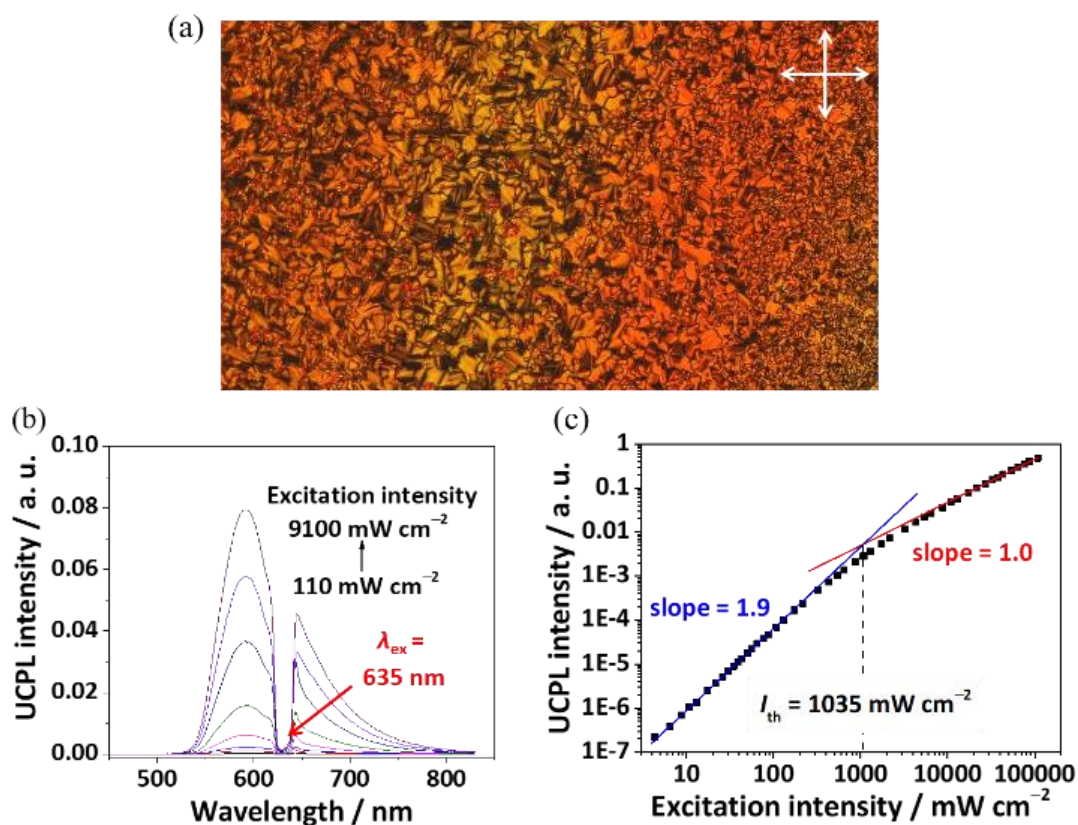 (a)
(b)
0.10
0.08
0.06
0.04
0.02
0.00
UCPL intensity / a. u.
Excitation intensity
9100 mW cm⁻²
110 mW cm⁻²
λex =
635 nm
450
500
600
700
800
Wavelength / nm
(c)
1
0.1
0.01
1E-3
1E-4
1E-5
1E-6
1E-7
UCPL intensity / a. u.
slope = 1.0
slope = 1.9
Ith = 1035 mW cm⁻²
10
100
1000
10000
100000
Excitation intensity / mW cm⁻²